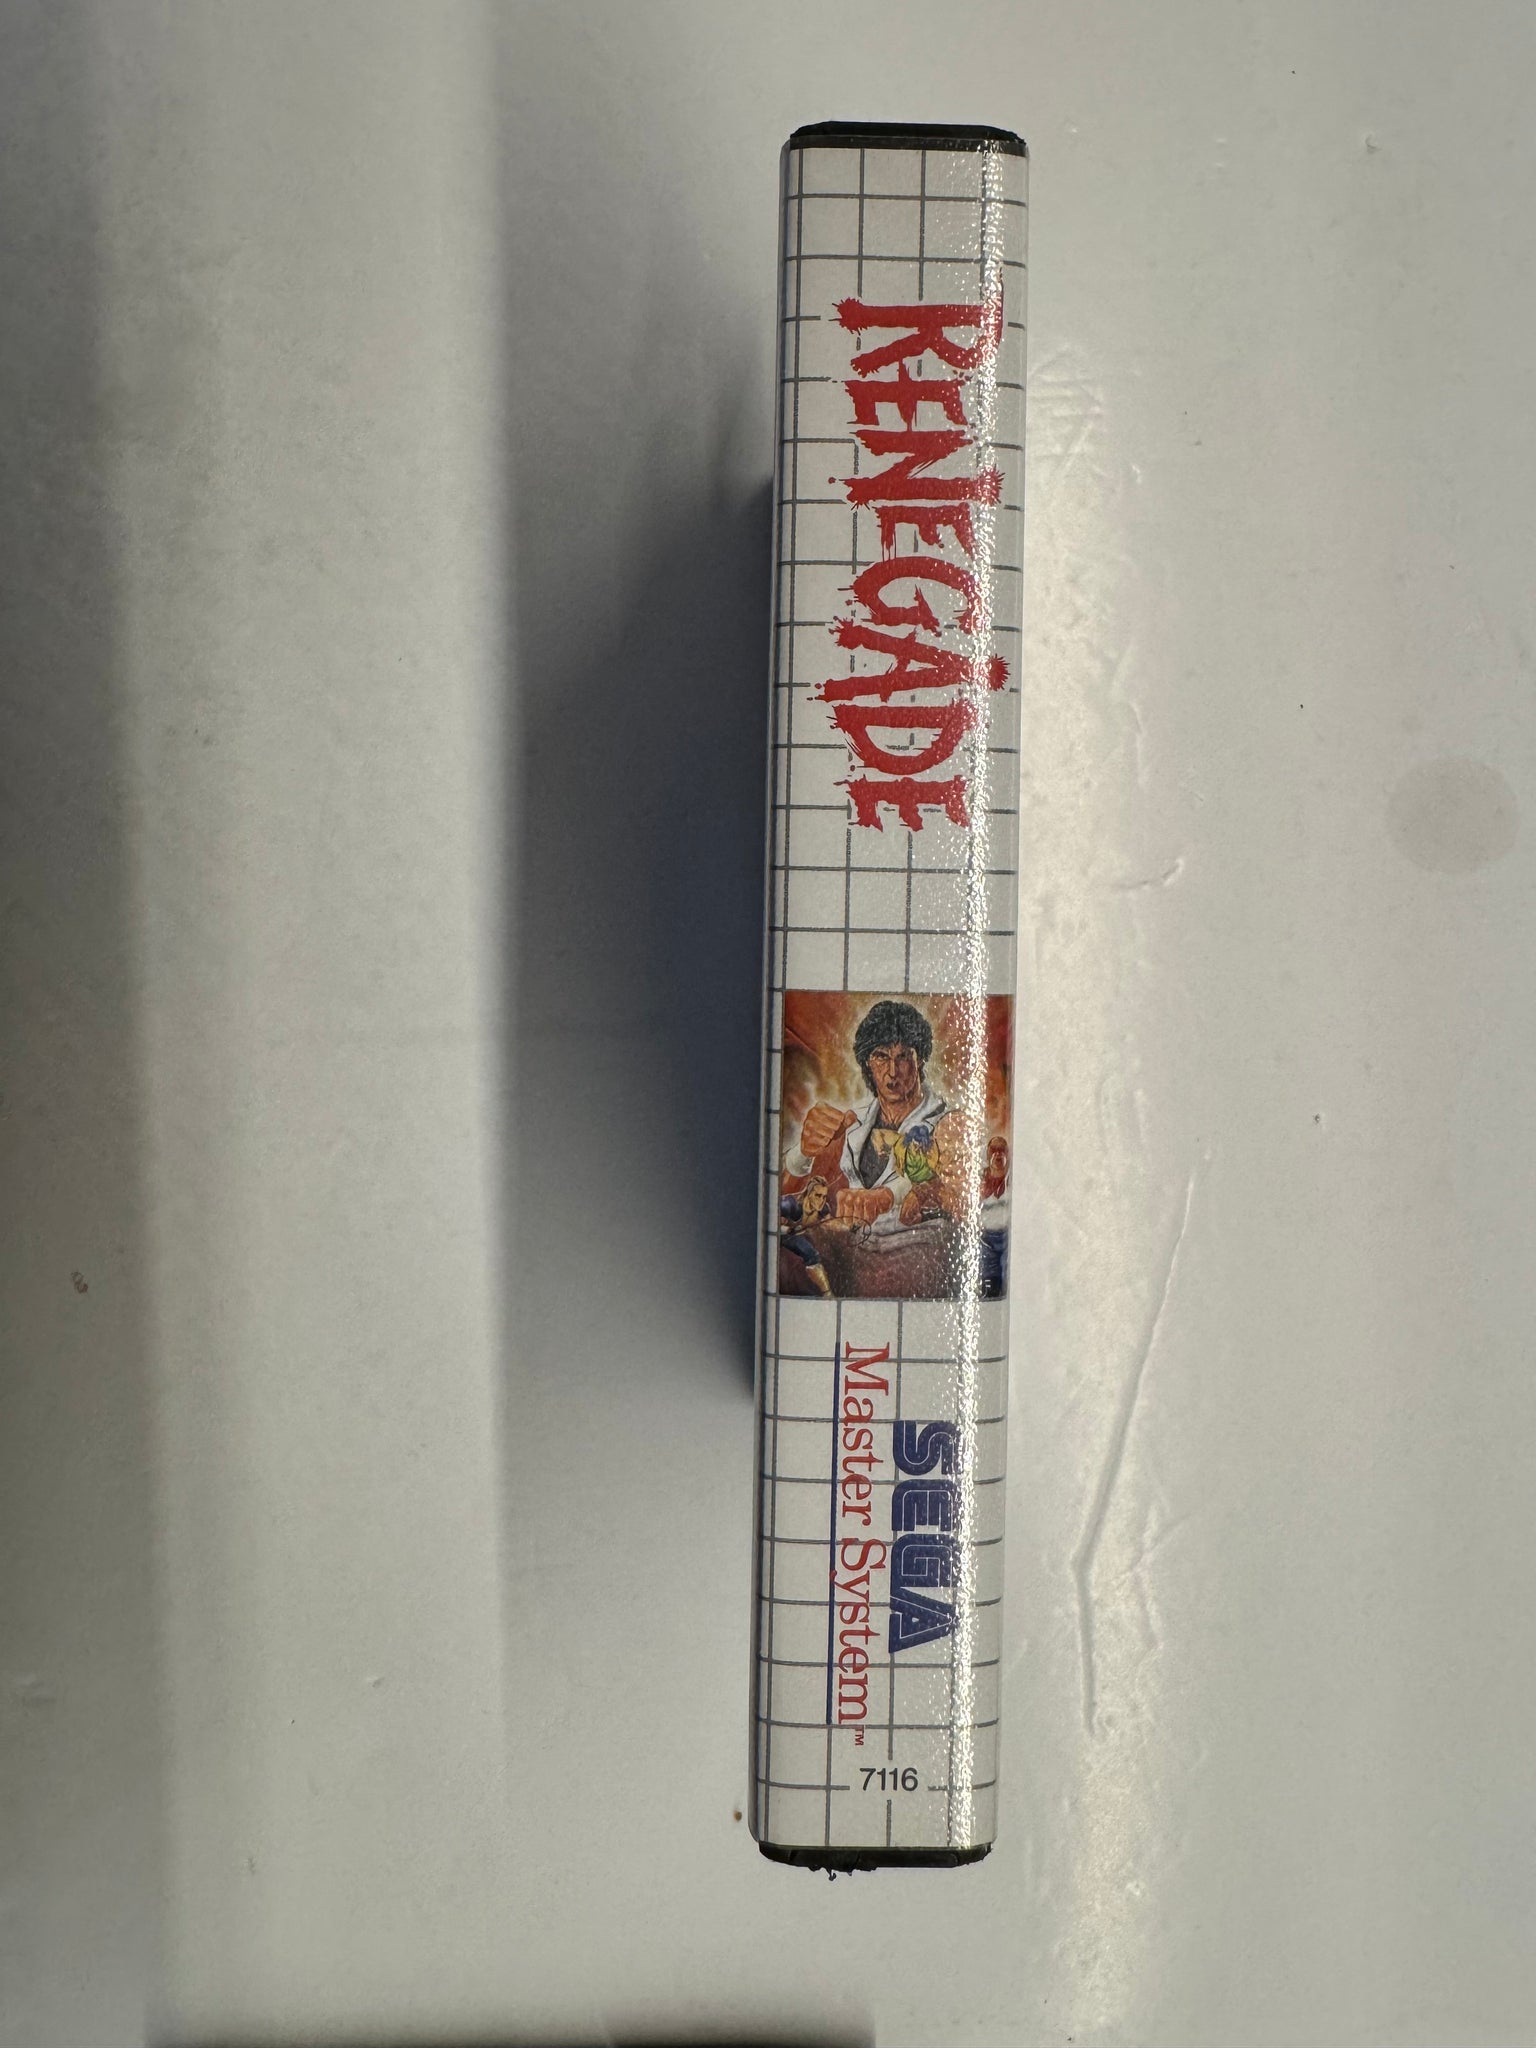 RENEGADE
SEGA
Master System™
7116